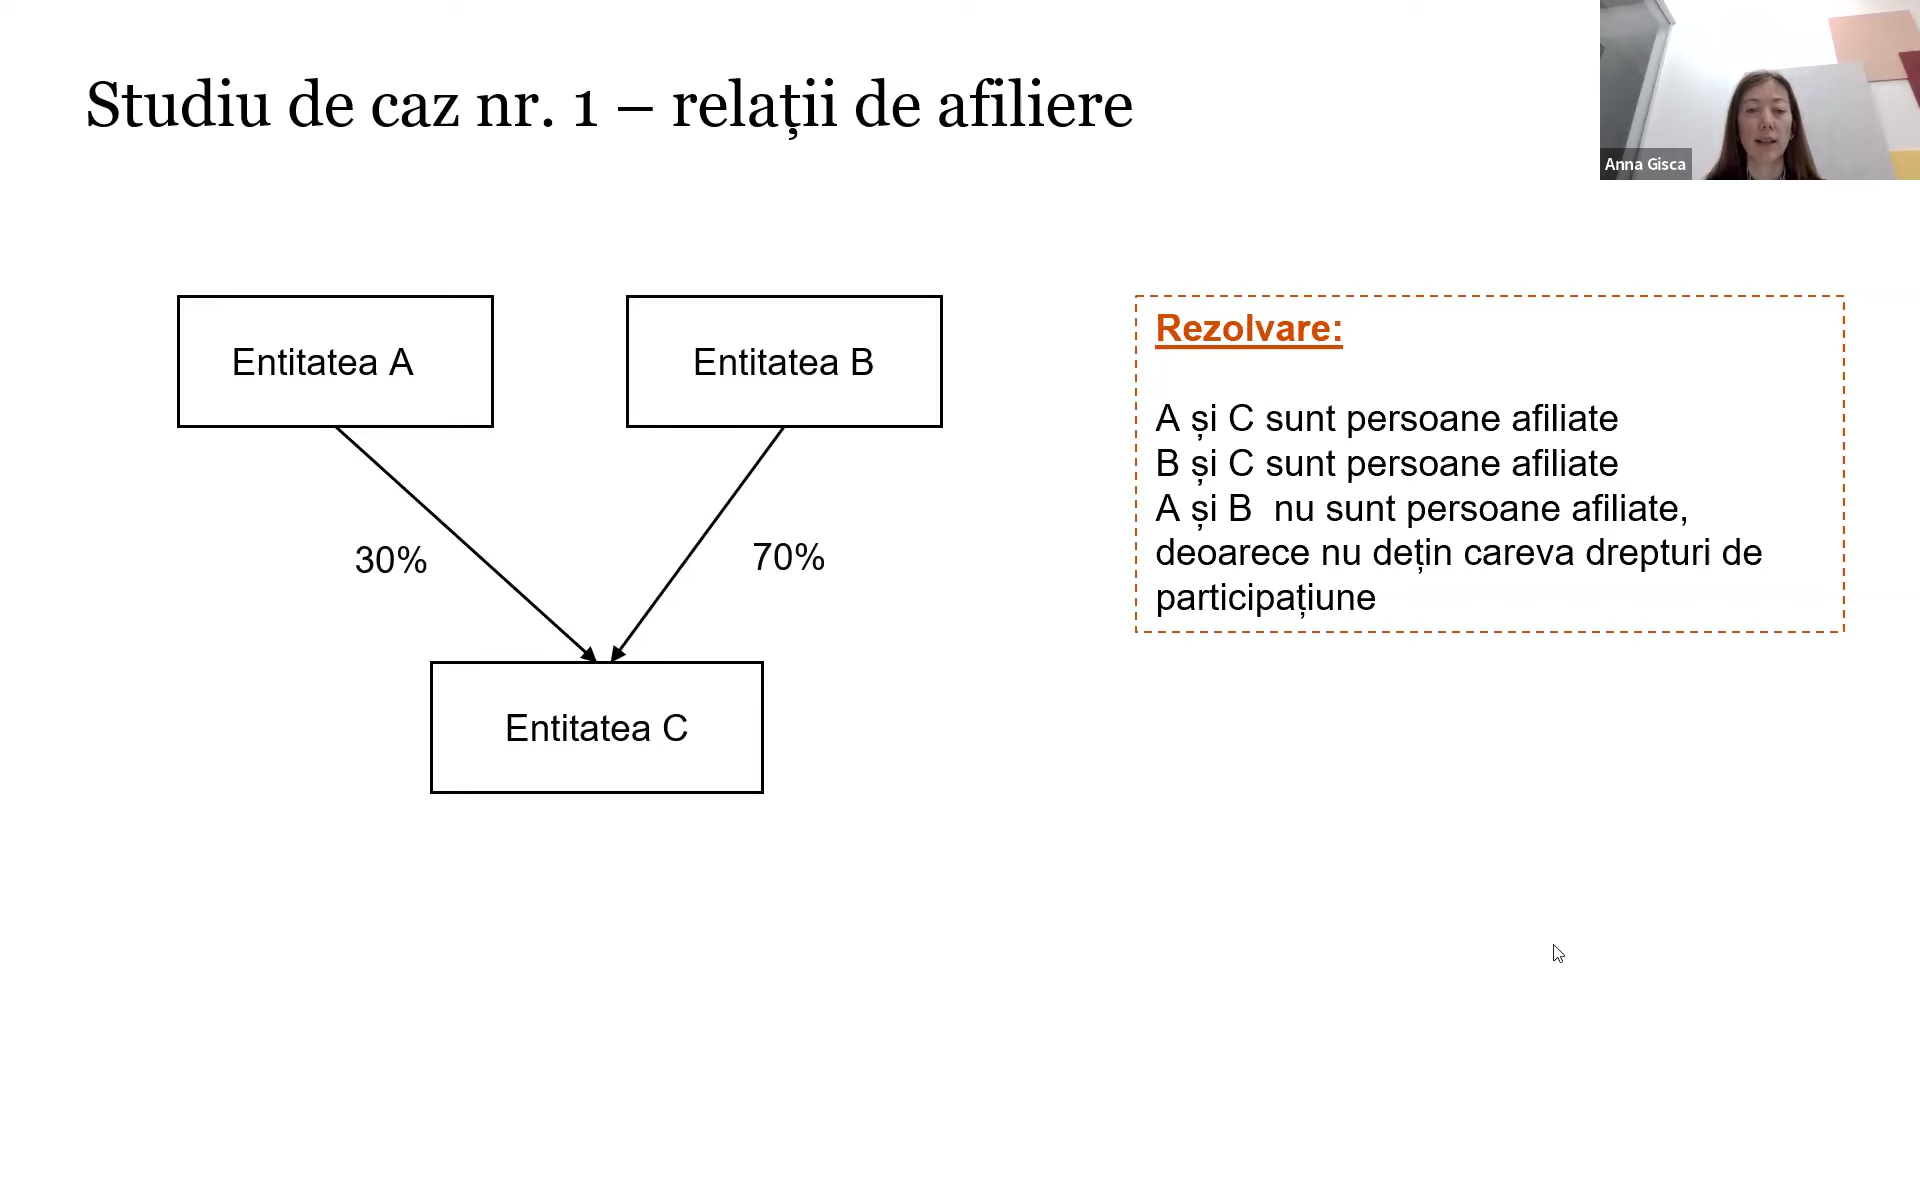 Studiu de caz nr. 1 – relații de afiliere
Anna Gisca
Entitatea A
Entitatea B
30%
70%
Entitatea C
Rezolvare:
A și C sunt persoane afiliate
B și C sunt persoane afiliate
A și B  nu sunt persoane afiliate,
deoarece nu dețin careva drepturi de
participațiune